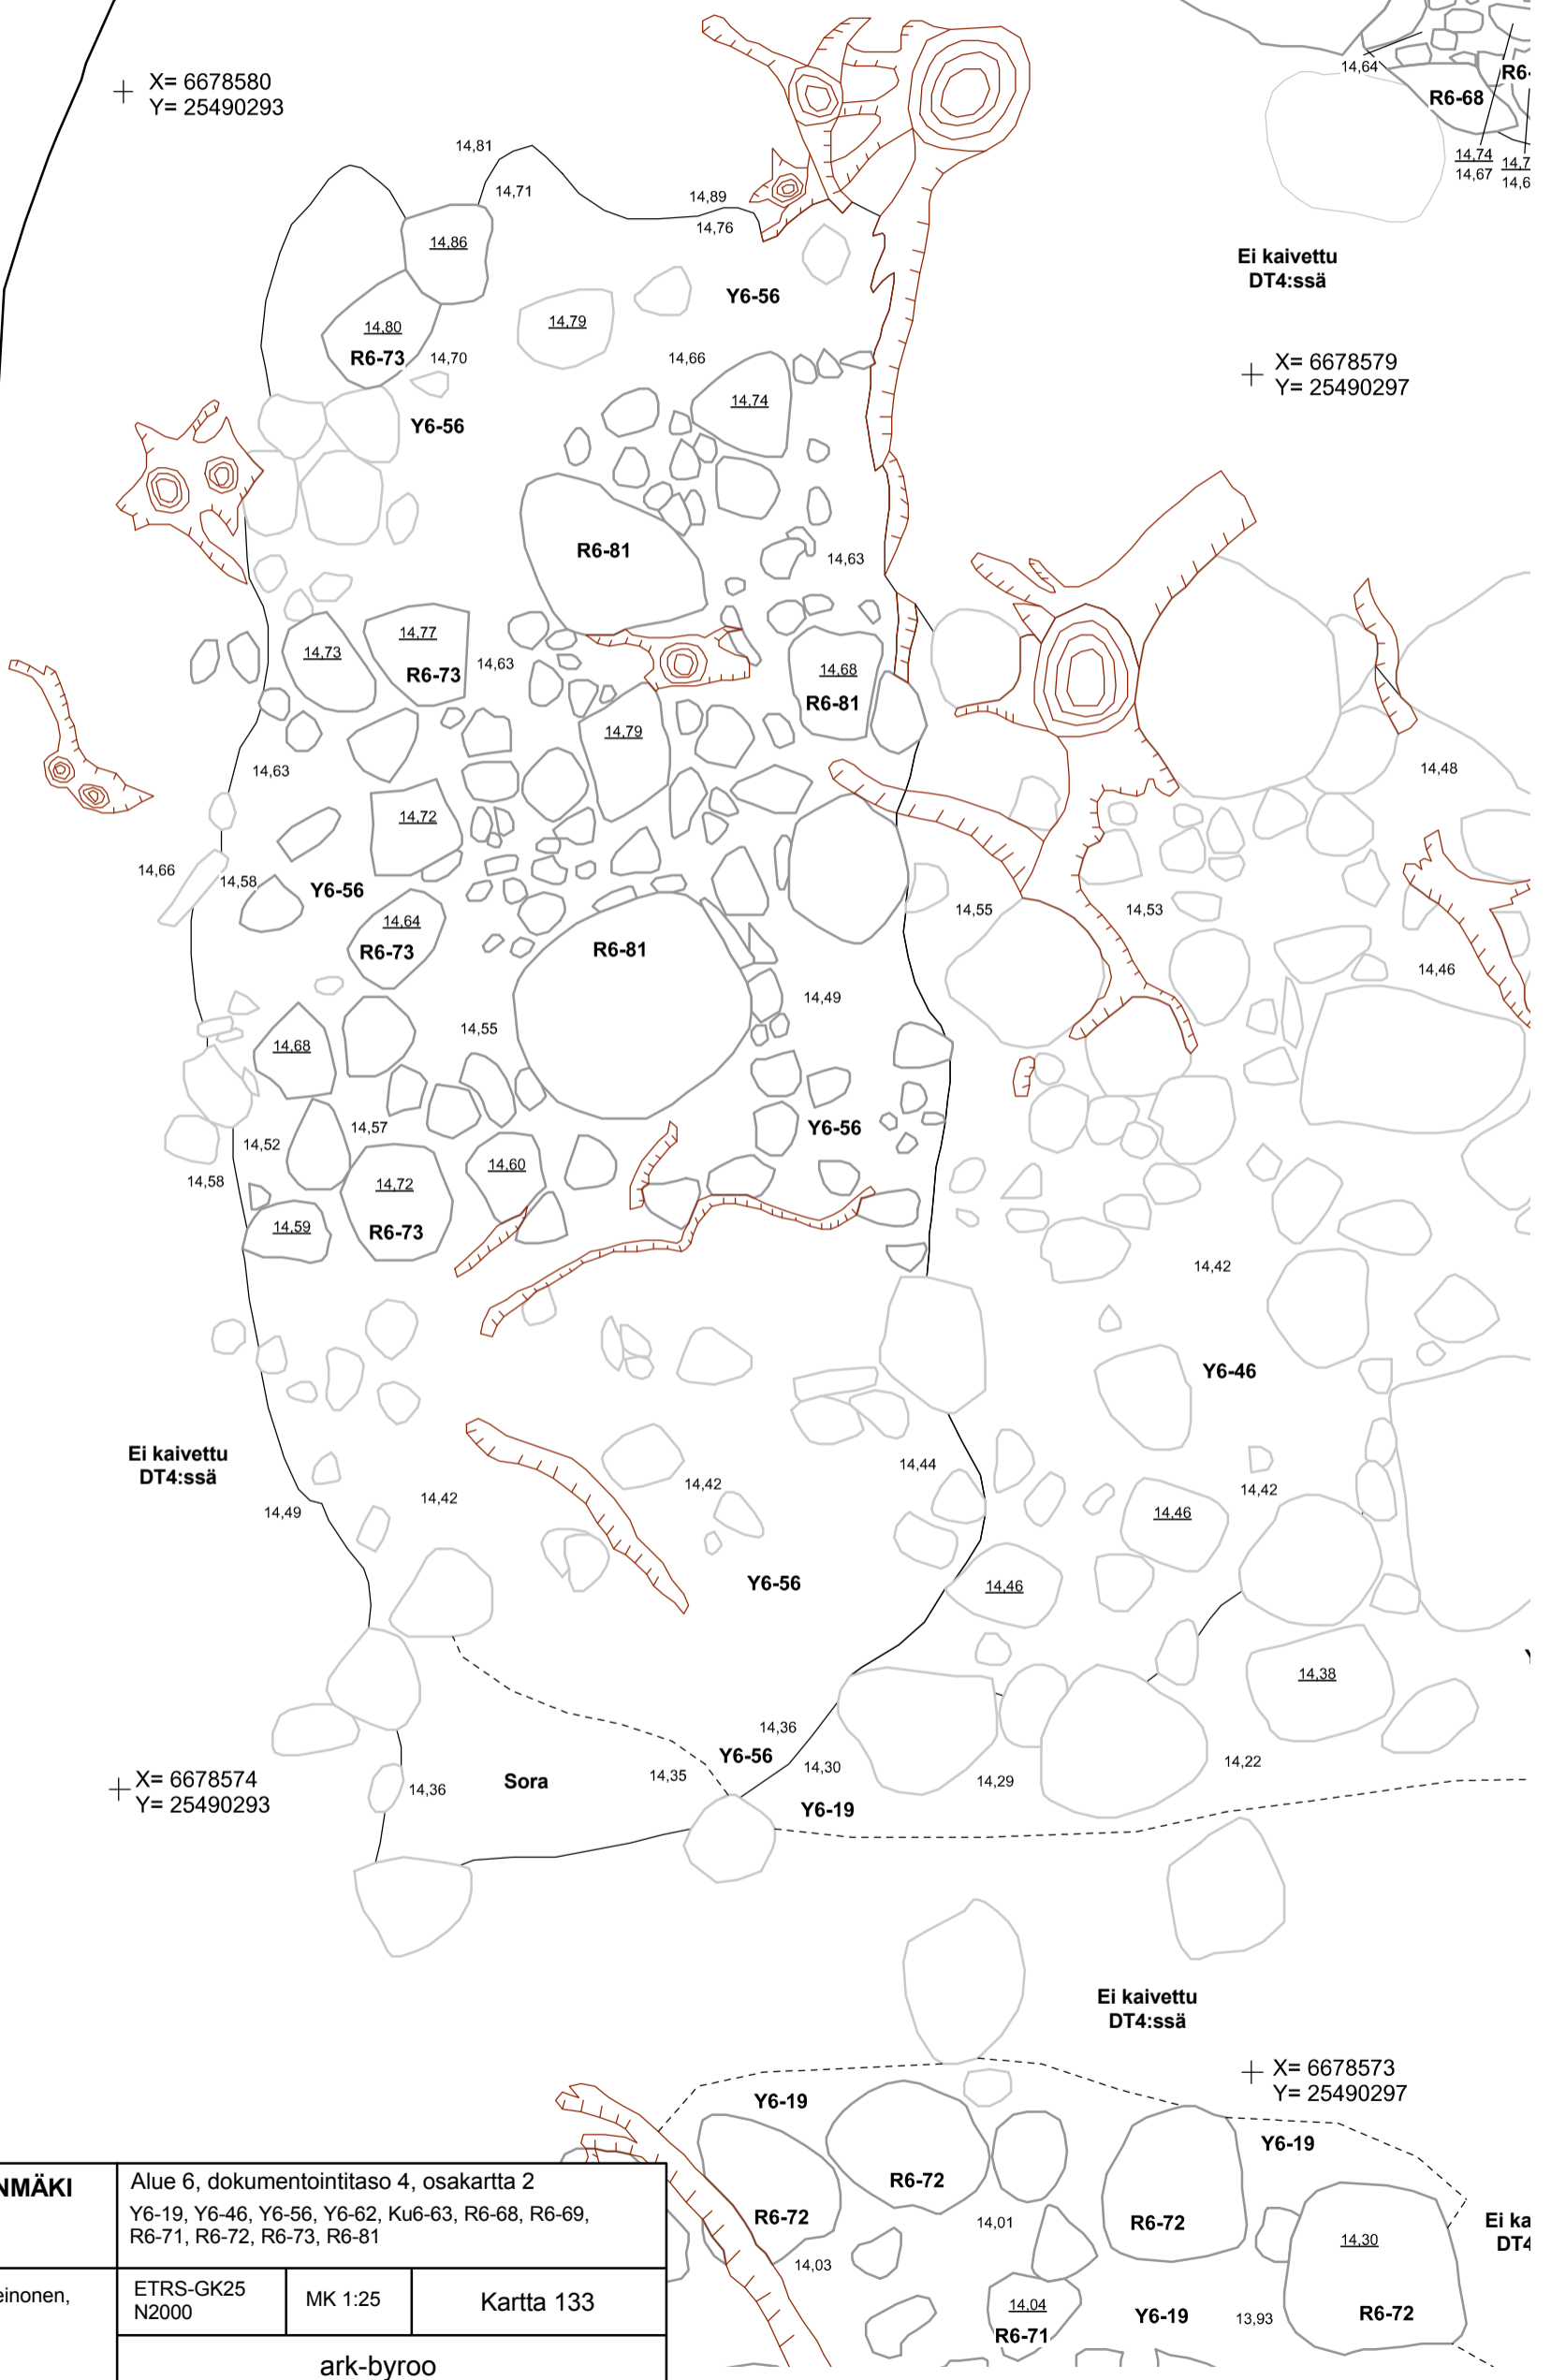 X= 6678580
Y= 25490293
14,64
R6-68
14,74
14,67
14,81
14,71
14,89
14,76
14,86
Ei kaivettu
DT4:ssä
Y6-56
14,79
14,80
R6-73
14,70
14,66
X= 6678579
Y= 25490297
14,74
Y6-56
R6-81
14,63
14,77
14,73
R6-73
14,63
14,68
R6-81
14,79
14,63
14,48
14,72
14,66
14,58
Y6-56
14,64
R6-73
R6-81
14,55
14,53
14,46
14,49
14,68
14,55
14,57
Y6-56
14,52
14,58
14,60
14,72
14,59
R6-73
14,42
Y6-46
Ei kaivettu
DT4:ssä
14,44
14,42
14,42
14,42
14,49
14,46
14,46
Y6-56
14,38
14,36
Y6-56
14,30
14,22
14,29
14,35
X= 6678574
Y= 25490293
14,36
Sora
Y6-19
Ei kaivettu
DT4:ssä
X= 6678573
Y= 25490297
Y6-19
Y6-19
R6-72
R6-72
R6-72
14,01
14,03
14,30
14,04
R6-71
Y6-19
13,93
R6-72
Alue 6, dokumentointitaso 4, osakartta 2
Y6-19, Y6-46, Y6-56, Y6-62, Ku6-63, R6-68, R6-69,
R6-71, R6-72, R6-73, R6-81
ETRS-GK25
N2000
MK 1:25
Kartta 133
ark-byroo